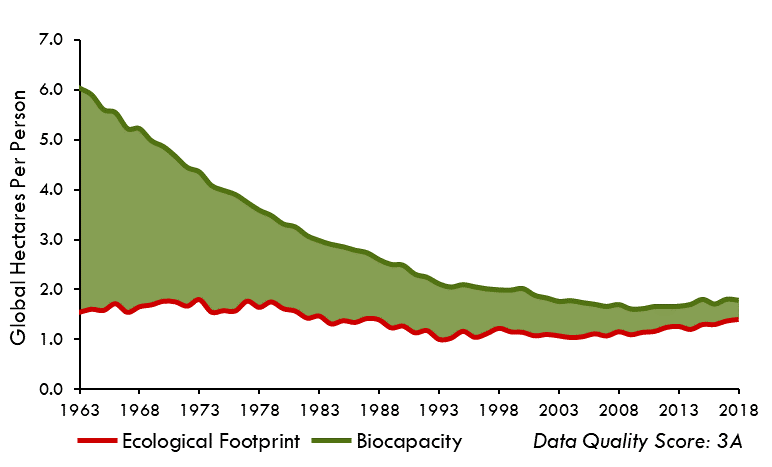 7.0
6.0
5.0
4.0
3.0
2.0
1.0
0.0
Global Hectares Per Person
1963 1968 1973 1978 1983 1988 1993 1998 2003 2008 2013 2018
Ecological Footprint Biocapacity Data Quality Score: 3A